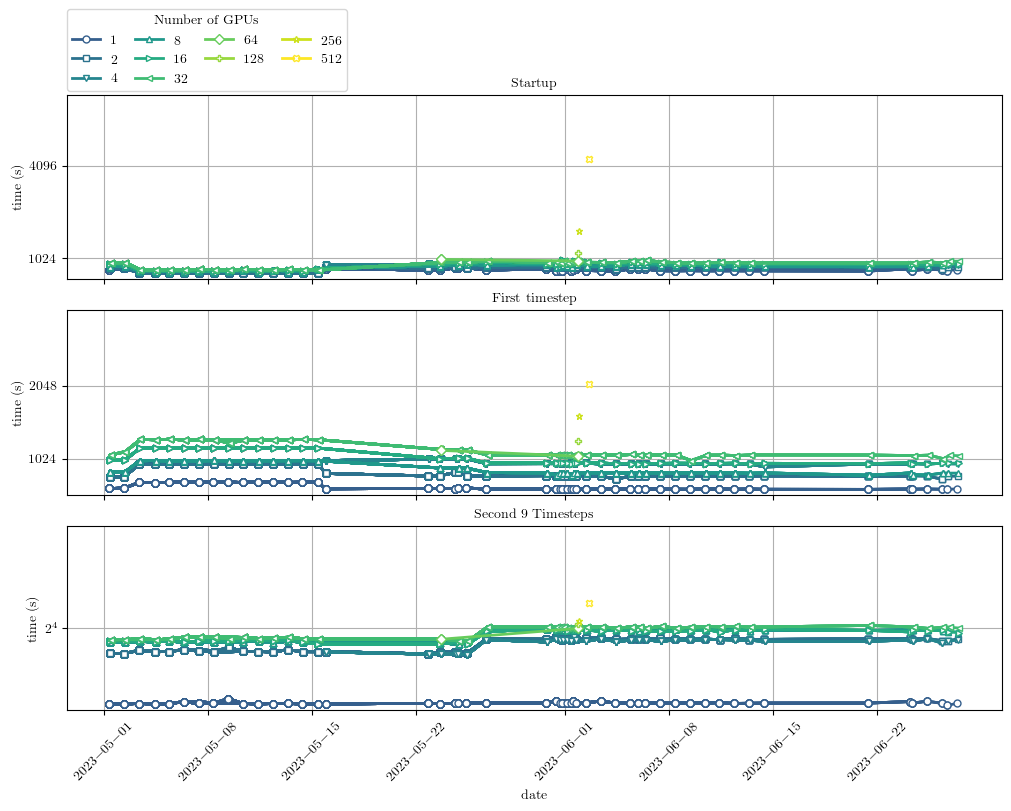 Number of GPUs
1 8 64 256
2 16 128 512
4 32
Startup
4096
1024
time (s)
First timestep
2048
1024
time (s)
Second 9 Timesteps
2⁴
time (s)
2023−05−01 2023−05−08 2023−05−15 2023−05−22 2023−06−01 2023−06−08 2023−06−15 2023−06−22
date